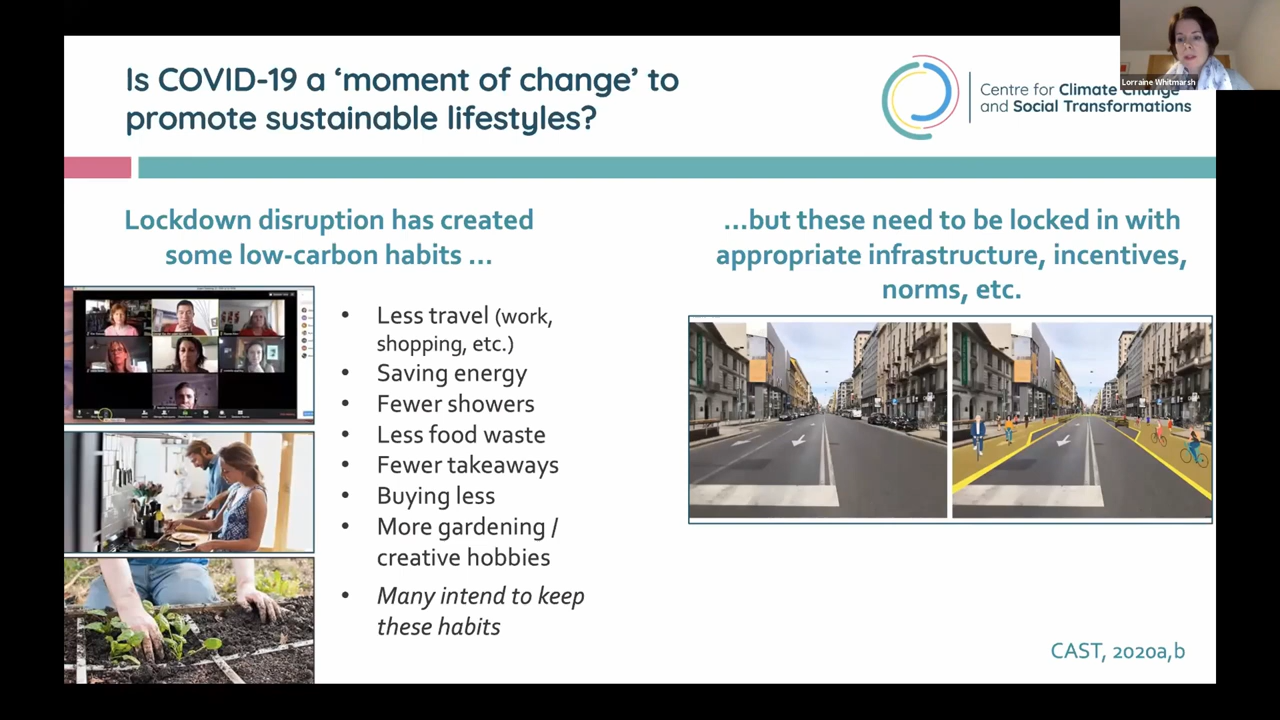 Is COVID-19 a ‘moment of change’ to
promote sustainable lifestyles?
Centre for Climate Change
and Social Transformations
Lorraine Whitmarsh
Lockdown disruption has created
some low-carbon habits ...
• Less travel (work,
shopping, etc.)
• Saving energy
• Fewer showers
• Less food waste
• Fewer takeaways
• Buying less
• More gardening /
creative hobbies
• Many intend to keep
these habits
...but these need to be locked in with
appropriate infrastructure, incentives,
norms, etc.
CAST, 2020a,b